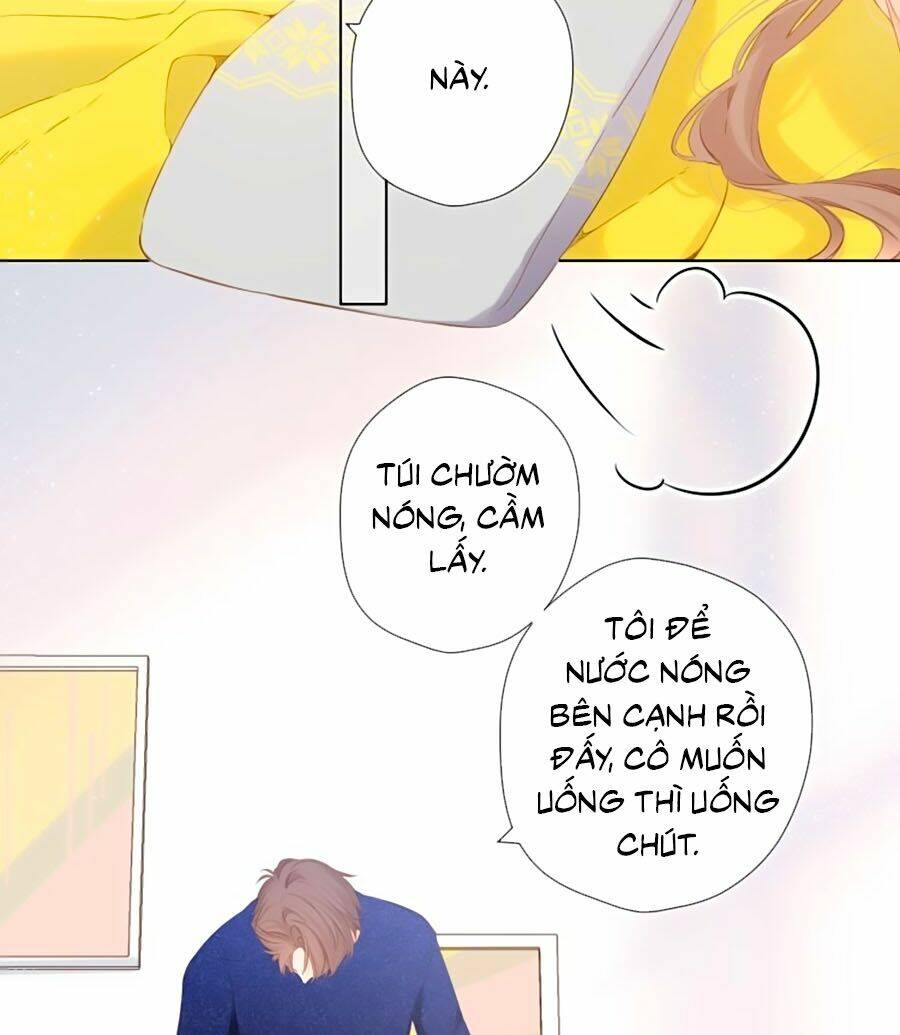 NÀY.
TÚI CHƯỜM
NÓNG, CẦM
LẤY.
TÔI ĐỂ
NƯỚC NÓNG
BÊN CẠNH RỒI
ĐẤY, CÔ MUỐN
UỐNG THÌ UỐNG
CHÚT.